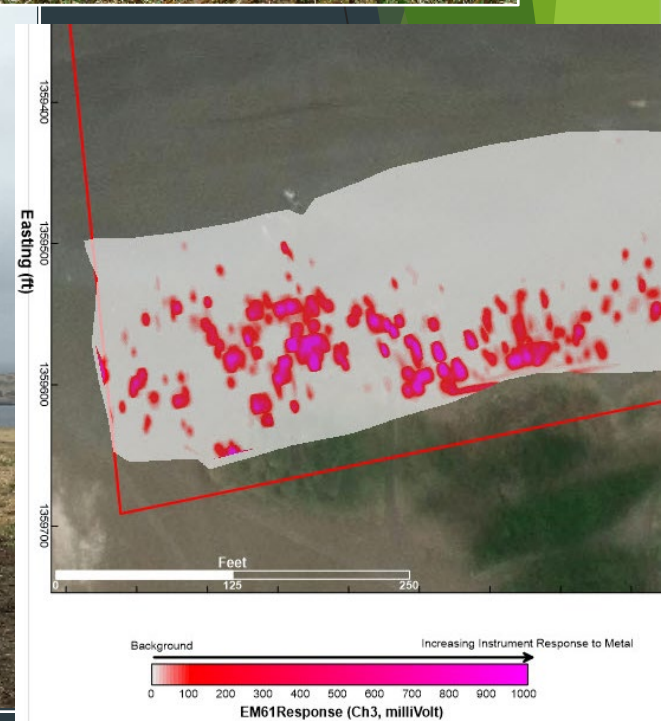 1359400
1359500
Easting (ft)
1359600
1359700
Feet
0 125 250
Background Increasing Instrument Response to Metal
0 100 200 300 400 500 600 700 800 900 1000
EM61Response (Ch3, milliVolt)